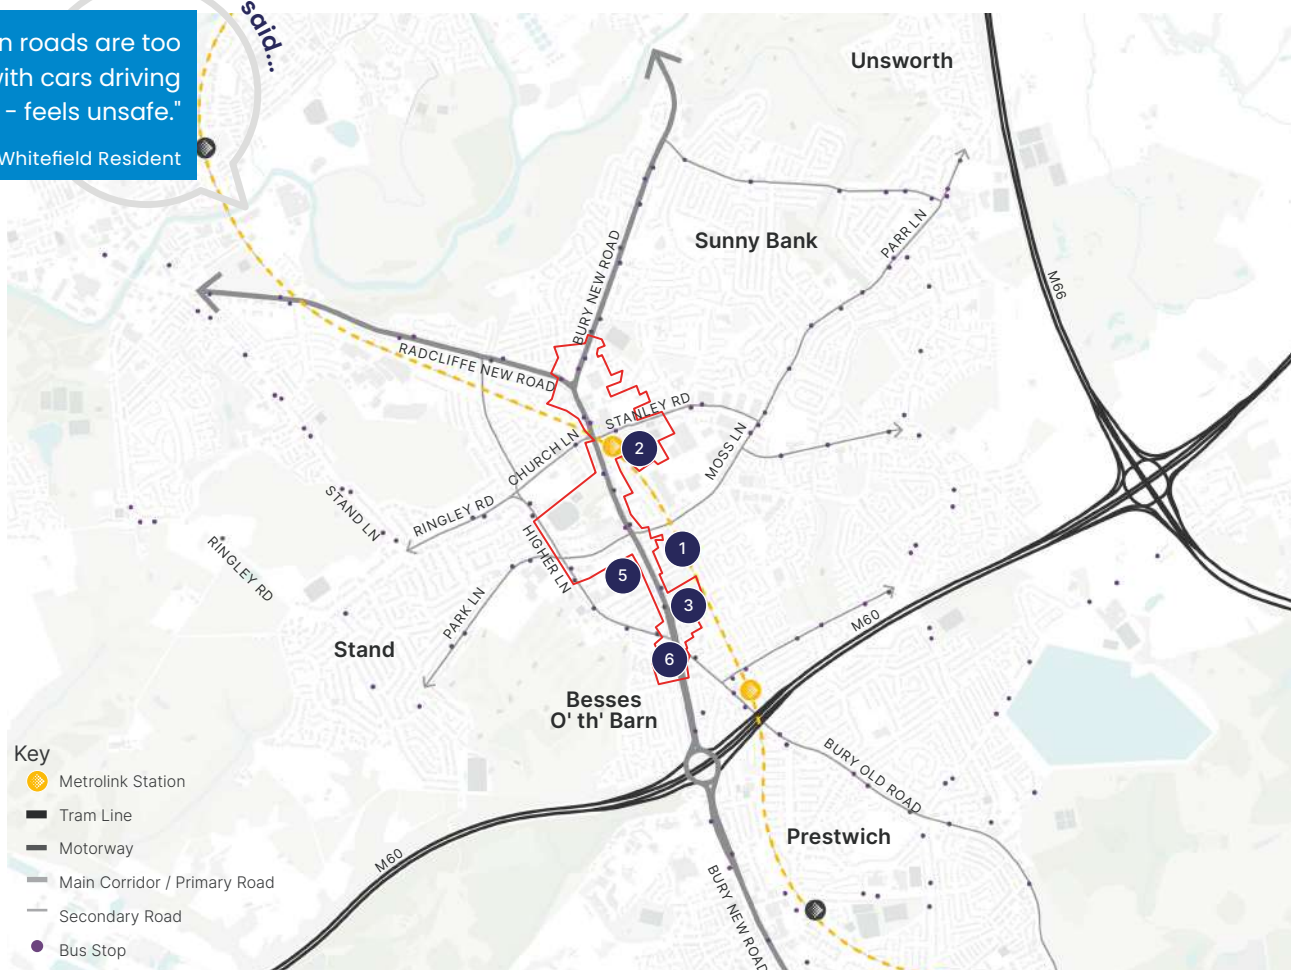 said...
n roads are too
with cars driving
- feels unsafe."
Whitefield Resident
Unsworth
Sunny Bank
PARR LN
M66
BURY NEW ROAD
RADCLIFFE NEW ROAD
STANLEY RD
CHURCH LN
2
MOSS LN
STAND LN
RINGLEY RD
RINGLEY RD
HIGHER LN
1
5
3
PARK LN
M60
Stand
6
Besses
O' th' Barn
BURY OLD ROAD
Prestwich
M60
BURY NEW ROAD
Key
Metrolink Station
Tram Line
Motorway
Main Corridor / Primary Road
Secondary Road
Bus Stop